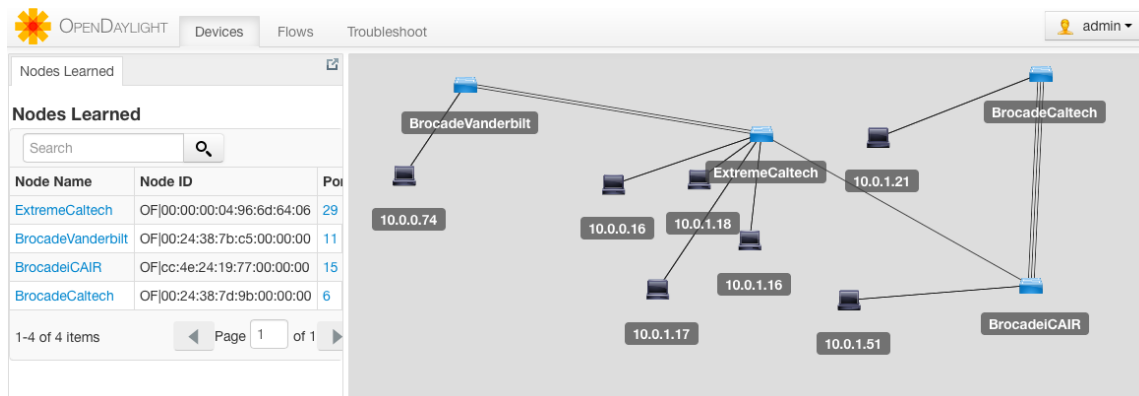 OPENDAYLIGHT
Devices
Flows
Troubleshoot
admin
Nodes Learned
Nodes Learned
Search
Node Name Node ID Por
ExtremeCaltech OF|00:00:00:04:96:6d:64:06 29
BrocadeVanderbilt OF|00:24:38:7b:c5:00:00:00 11
BrocadeiCAIR OF|cc:4e:24:19:77:00:00:00 15
BrocadeCaltech OF|00:24:38:7d:9b:00:00:00 6
1-4 of 4 items Page 1 of 1
BrocadeVanderbilt
BrocadeCaltech
ExtremeCaltech
10.0.1.21
10.0.0.74
10.0.0.16
10.0.1.18
10.0.1.16
10.0.1.17
10.0.1.51
BrocadeiCAIR